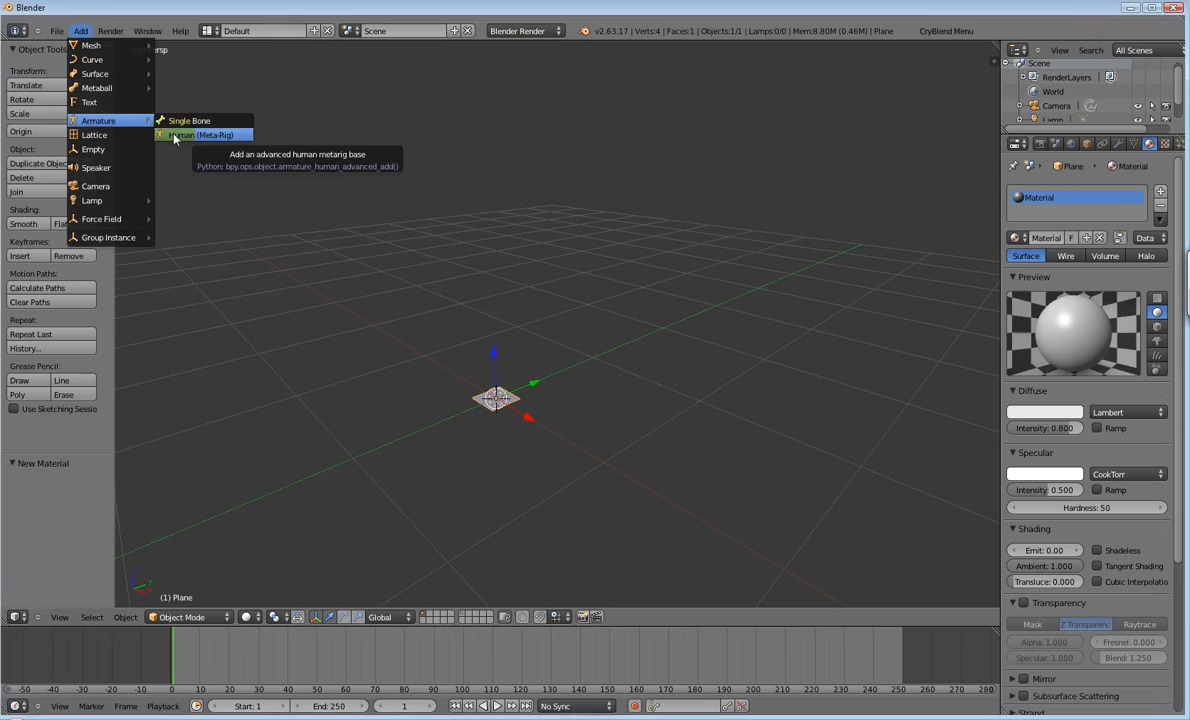 Blender
File Add Render Window Help Default Scene Blender Render v2.63.17 | Verts:4 | Faces:1 | Objects:1/1 | Lamps:0/0 | Mem:8.80M (0.46M) | Plane CryBlend Menu
Object Tools
Transform:
Translate
Rotate
Scale
Origin
Object:
Duplicate Objec
Delete
Join
Shading:
Smooth Flat
Keyframes:
Insert Remove
Motion Paths:
Calculate Paths
Clear Paths
Repeat:
Repeat Last
History...
Grease Pencil:
Draw Line
Poly Erase
Use Sketching Sessio
New Material
Mesh
Curve
Surface
Metaball
Text
Armature
Lattice
Empty
Speaker
Camera
Lamp
Force Field
Group Instance
Single Bone
Human (Meta-Rig)
Add an advanced human metarig base
Python: bpy.ops.object.armature_human_advanced_add()
z y x
(1) Plane
View Select Object Object Mode Global
-50 -40 -30 -20 -10 0 10 20 30 40 50 60 70 80 90 100 110 120 130 140 150 160 170 180 190 200 210 220 230 240 250 260 270 280
View Marker Frame Playback Start: 1 End: 250 1 No Sync
View Search All Scenes
Scene
RenderLayers
World
Camera
Lamp
Plane Material
Material
Material F Data
Surface Wire Volume Halo
Preview
Diffuse
Lambert
Intensity: 0.800 Ramp
Specular
CookTorr
Intensity: 0.500 Ramp
Hardness: 50
Shading
Emit: 0.00 Shadeless
Ambient: 1.000 Tangent Shading
Transluce: 0.000 Cubic Interpolatio
Transparency
Mask Z Transparenc Raytrace
Alpha: 1.000 Fresnel: 0.000
Specular: 1.000 Blend: 1.250
Mirror
Subsurface Scattering
Strand